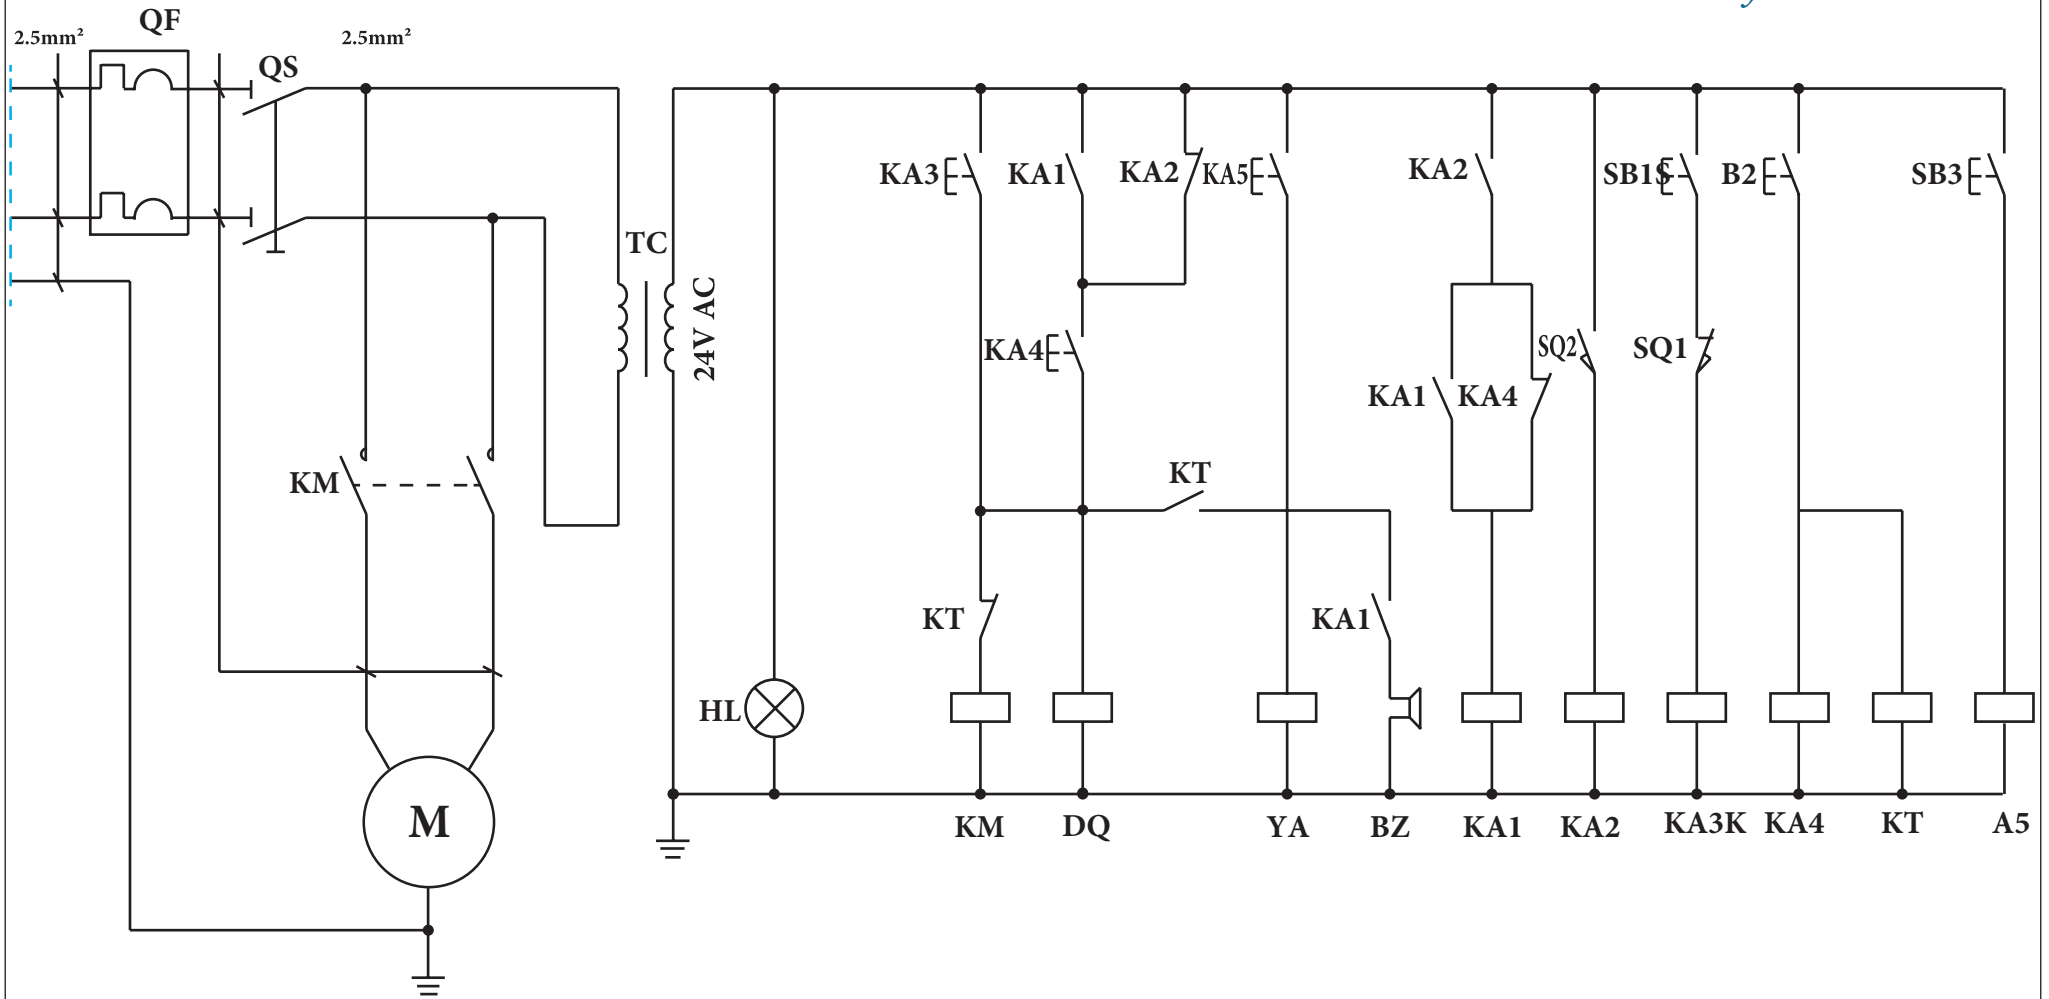 QF
2.5mm²
2.5mm²
QS
KA3
KA1
KA2
KA5
KA2
SB1S
B2
SB3
TC
24V AC
KA4
SQ2
SQ1
KA1
KA4
KT
KM
KT
KA1
HL
M
KM
DQ
YA
BZ
KA1
KA2
KA3K
KA4
KT
A5